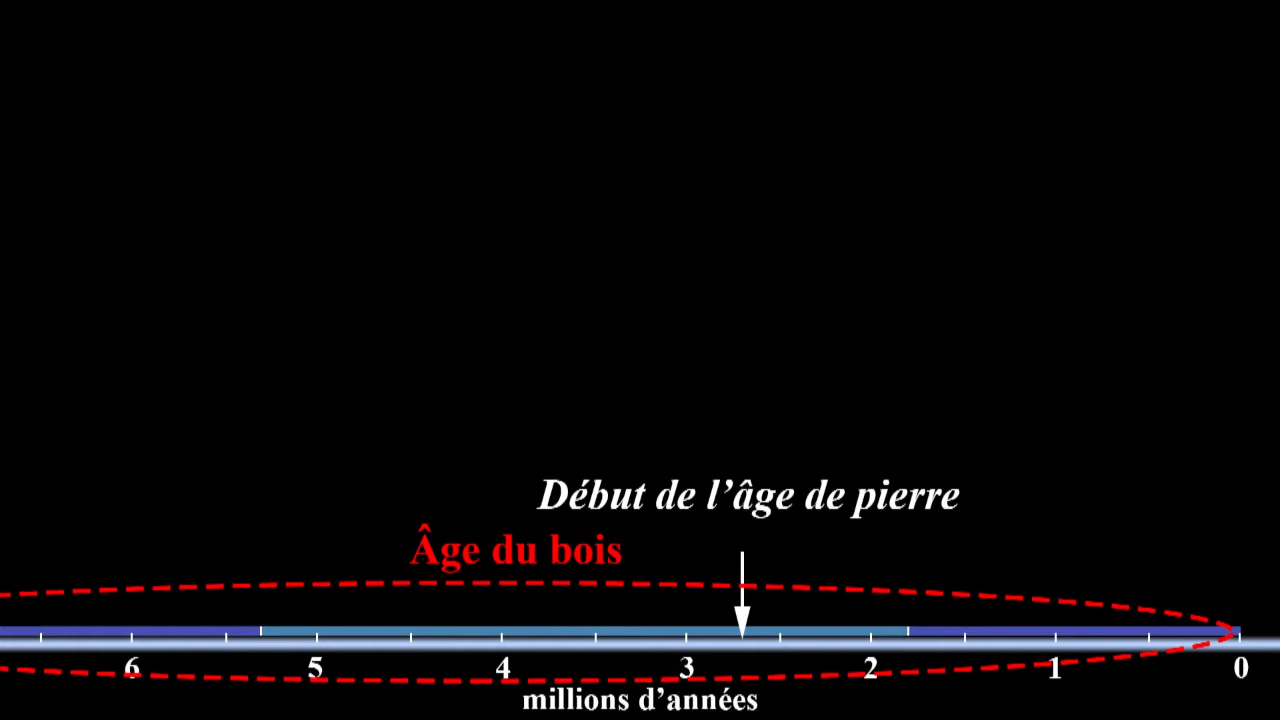 Début de l’âge de pierre
Âge du bois
6 5 4 3 2 1 0
millions d’années